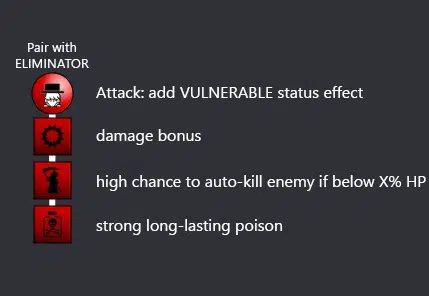 Pair with
ELIMINATOR
Attack: add VULNERABLE status effect
damage bonus
high chance to auto-kill enemy if below X% HP
strong long-lasting poison